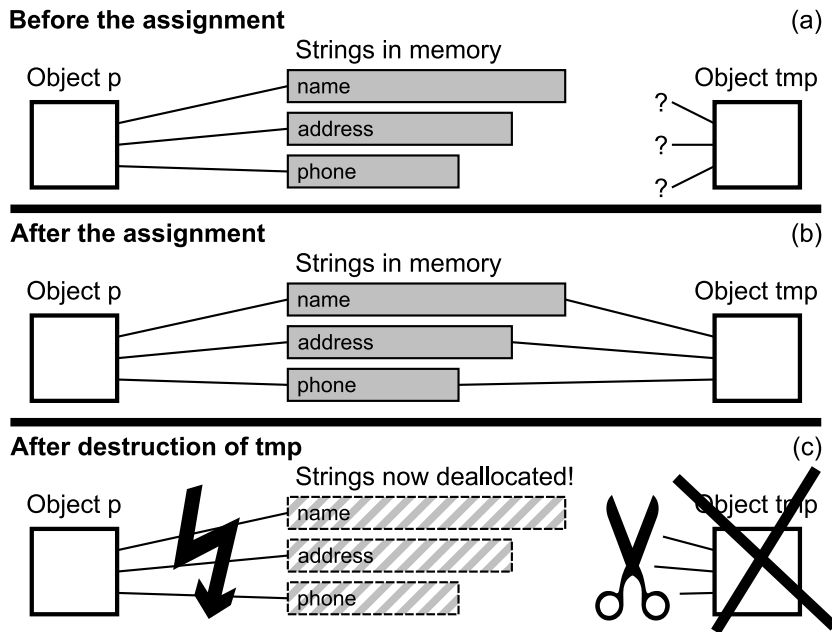 Before the assignment (a)
Strings in memory
Object p Object tmp
name
?
address
?
phone
?
After the assignment (b)
Strings in memory
Object p Object tmp
name
address
phone
After destruction of tmp (c)
Strings now deallocated!
Object p Object tmp
name
address
phone